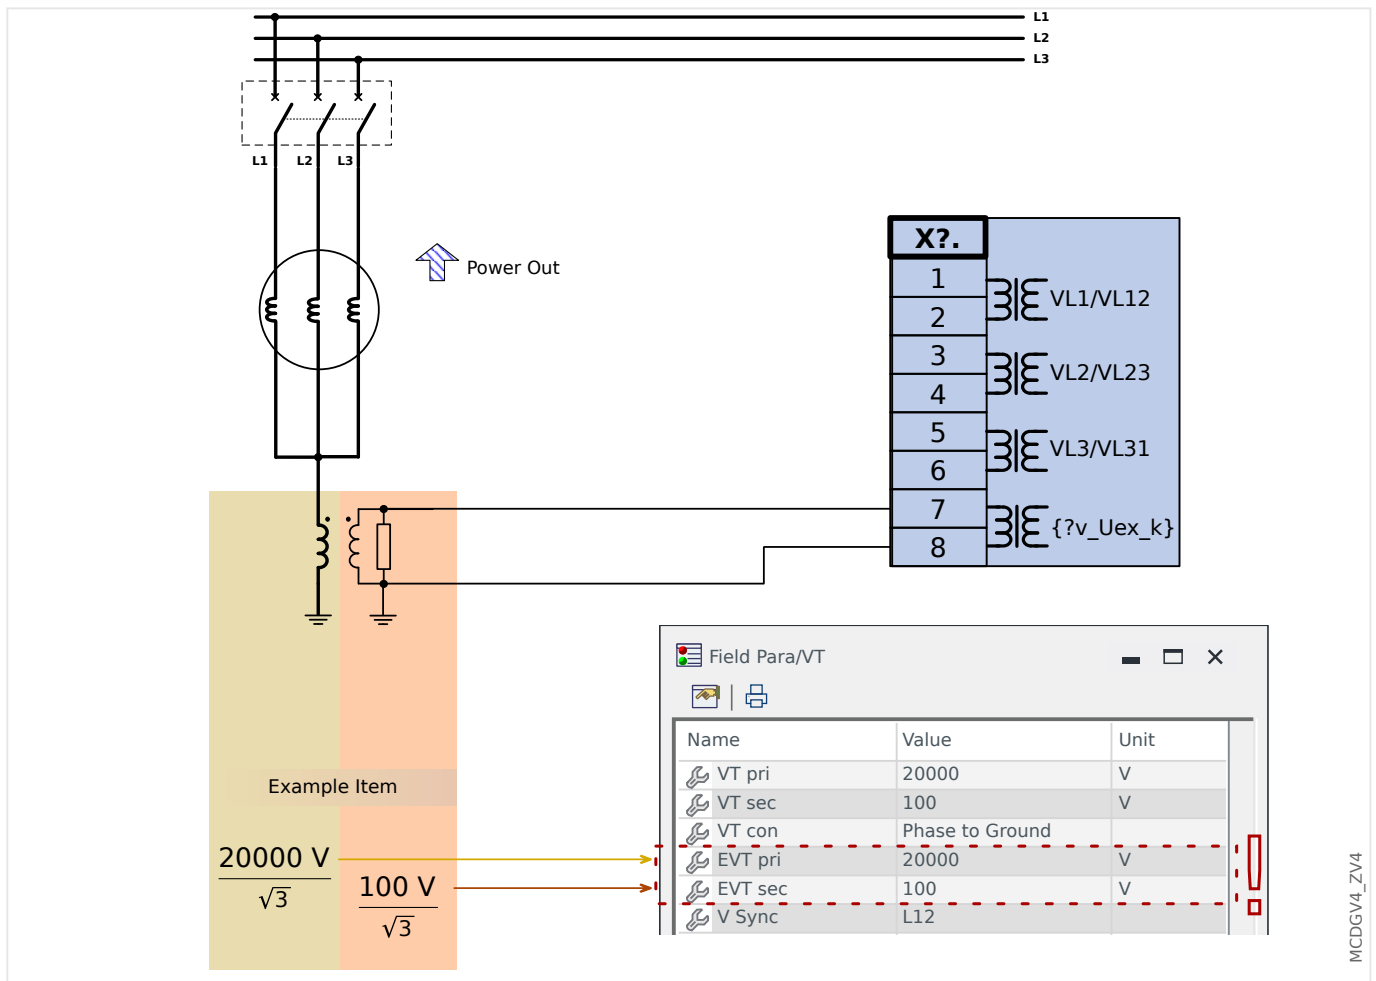 L1
L2
L3
L1 L2 L3
Power Out
X?.
1
2
VL1/VL12
3
4
VL2/VL23
5
6
VL3/VL31
7
8
{?v_Uex_k}
Example Item
20000 V
√3
100 V
√3
Field Para/VT
Name Value Unit
VT pri 20000 V
VT sec 100 V
VT con Phase to Ground
EVT pri 20000 V
EVT sec 100 V
V Sync L12
MCDGV4_ZV4